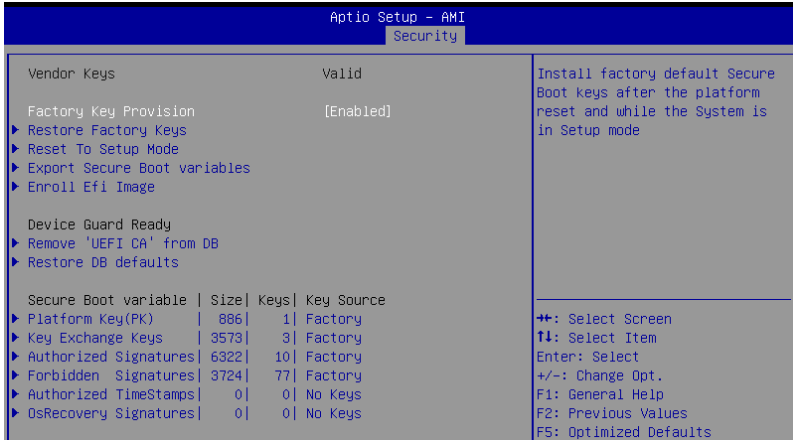 Aptio Setup - AMI
Security
Vendor Keys Valid
Factory Key Provision [Enabled]
Restore Factory Keys
Reset To Setup Mode
Export Secure Boot variables
Enroll Efi Image
Device Guard Ready
Remove 'UEFI CA' from DB
Restore DB defaults
Secure Boot variable | Size| Keys| Key Source
Platform Key(PK) | 886| 1| Factory
Key Exchange Keys | 3573| 3| Factory
Authorized Signatures| 6322| 10| Factory
Forbidden Signatures| 3724| 77| Factory
Authorized TimeStamps| 0| 0| No Keys
OsRecovery Signatures| 0| 0| No Keys
Install factory default Secure
Boot keys after the platform
reset and while the System is
in Setup mode
→←: Select Screen
↑↓: Select Item
Enter: Select
+/-: Change Opt.
F1: General Help
F2: Previous Values
F5: Optimized Defaults